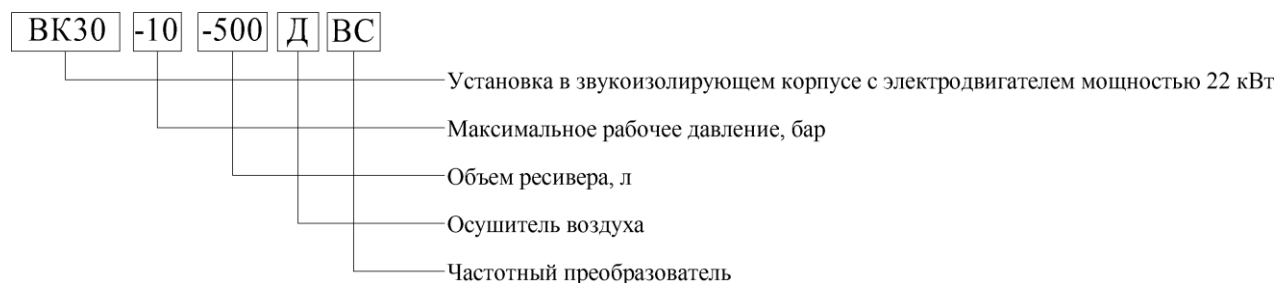 ВК30 -10 -500 Д ВС
Установка в звукоизолирующем корпусе с электродвигателем мощностью 22 кВт
Максимальное рабочее давление, бар
Объем ресивера, л
Осушитель воздуха
Частотный преобразователь